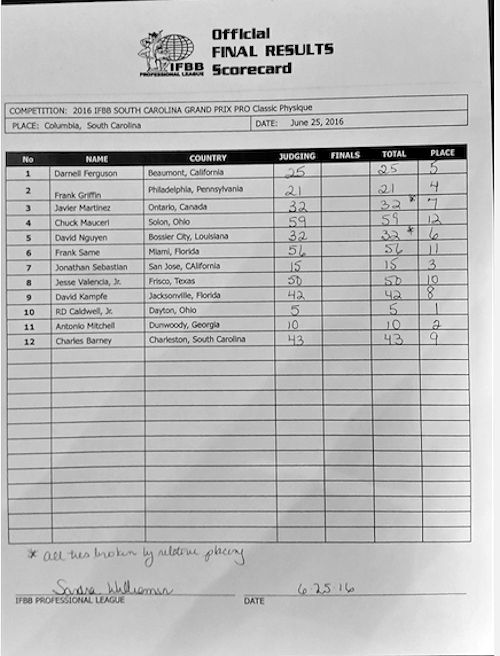 Official
FINAL RESULTS
IFBB Scorecard
PROFESSIONAL LEAGUE
COMPETITION: 2016 IFBB SOUTH CAROLINA GRAND PRIX PRO Classic Physique
PLACE: Columbia, South Carolina DATE: June 25, 2016
No NAME COUNTRY JUDGING FINALS TOTAL PLACE
1 Darnell Ferguson Beaumont, California 25 25 5
2 Frank Griffin Philadelphia, Pennsylvania 21 21 4
3 Javier Martinez Ontario, Canada 32 32 * 7
4 Chuck Mauceri Solon, Ohio 59 59 12
5 David Nguyen Bossier City, Louisiana 32 32 * 6
6 Frank Same Miami, Florida 56 56 11
7 Jonathan Sebastian San Jose, CAlifornia 15 15 3
8 Jesse Valencia, Jr. Frisco, Texas 50 50 10
9 David Kampfe Jacksonville, Florida 42 42 8
10 RD Caldwell, Jr. Dayton, Ohio 5 5 1
11 Antonio Mitchell Dunwoody, Georgia 10 10 2
12 Charles Barney Charleston, South Carolina 43 43 9
* all ties broken by relative placing
Sandra Williamson 6-25-16
IFBB PROFESSIONAL LEAGUE DATE